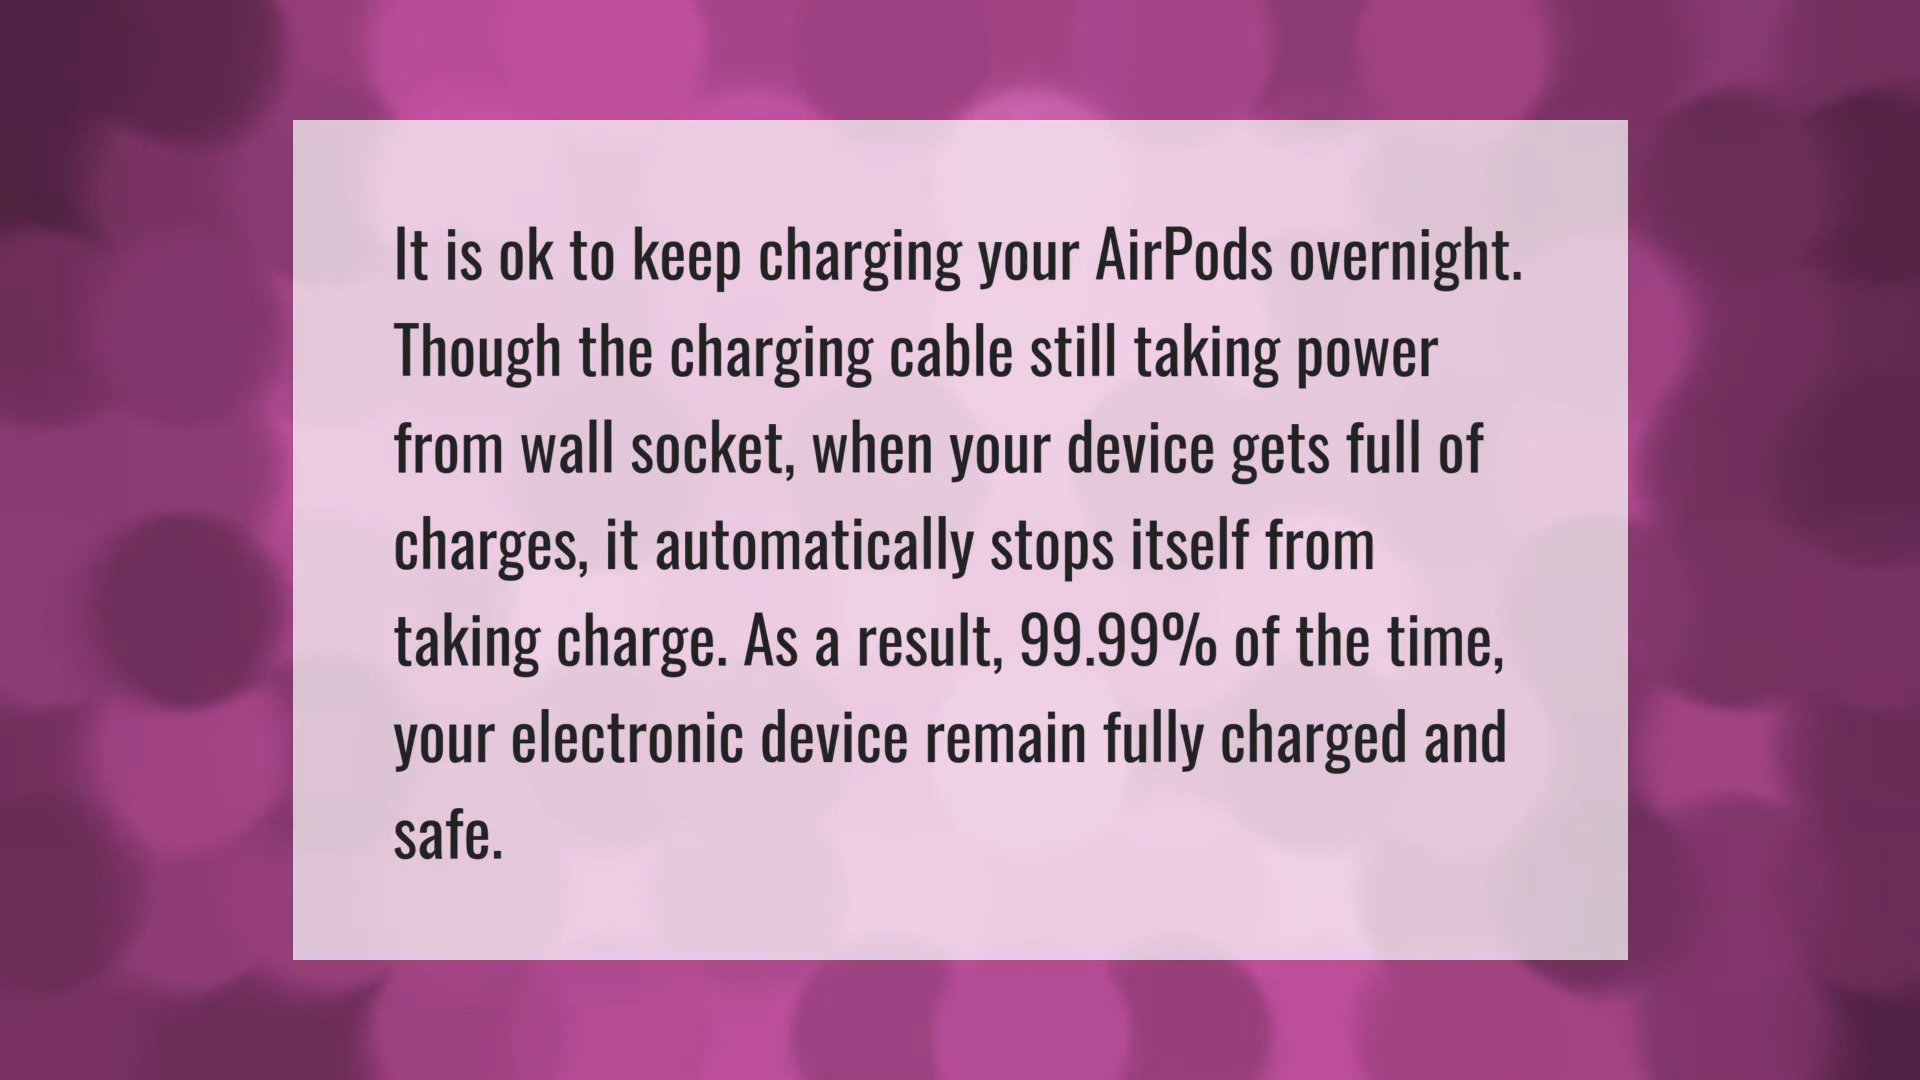 It is ok to keep charging your AirPods overnight.
Though the charging cable still taking power
from wall socket, when your device gets full of
charges, it automatically stops itself from
taking charge. As a result, 99.99% of the time,
your electronic device remain fully charged and
safe.